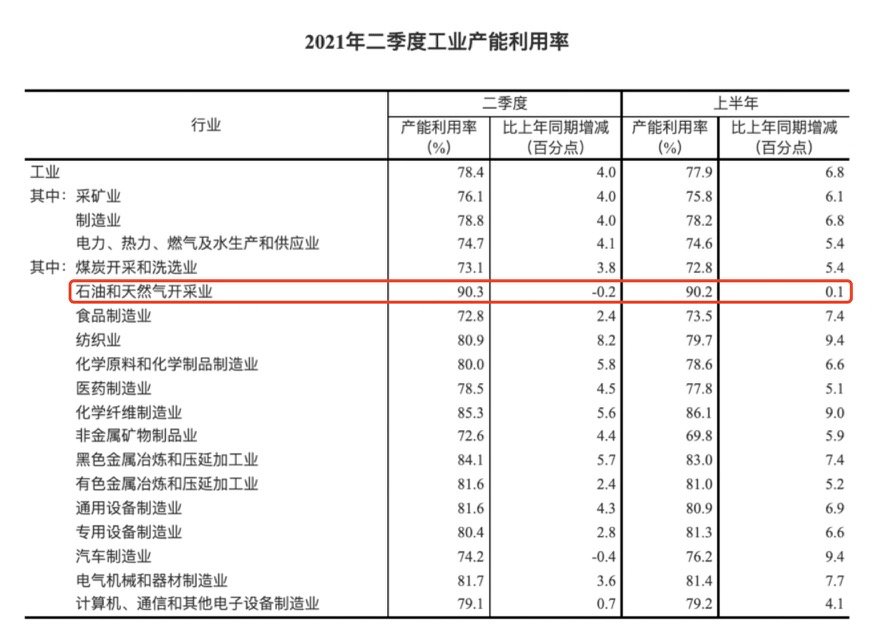 2021年二季度工业产能利用率
行业 二季度 上半年
产能利用率 比上年同期增减 产能利用率 比上年同期增减
(%) (百分点) (%) (百分点)
工业 78.4 4.0 77.9 6.8
其中：采矿业 76.1 4.0 75.8 6.1
制造业 78.8 4.0 78.2 6.8
电力、热力、燃气及水生产和供应业 74.7 4.1 74.6 5.4
其中：煤炭开采和洗选业 73.1 3.8 72.8 5.4
石油和天然气开采业 90.3 -0.2 90.2 0.1
食品制造业 72.8 2.4 73.5 7.4
纺织业 80.9 8.2 79.7 9.4
化学原料和化学制品制造业 80.0 5.8 78.6 6.6
医药制造业 78.5 4.5 77.8 5.1
化学纤维制造业 85.3 5.6 86.1 9.0
非金属矿物制品业 72.6 4.4 69.8 5.9
黑色金属冶炼和压延加工业 84.1 5.7 83.0 7.4
有色金属冶炼和压延加工业 81.6 2.4 81.0 5.2
通用设备制造业 81.6 4.3 80.9 6.9
专用设备制造业 80.4 2.8 81.3 6.6
汽车制造业 74.2 -0.4 76.2 9.4
电气机械和器材制造业 81.7 3.6 81.4 7.7
计算机、通信和其他电子设备制造业 79.1 0.7 79.2 4.1